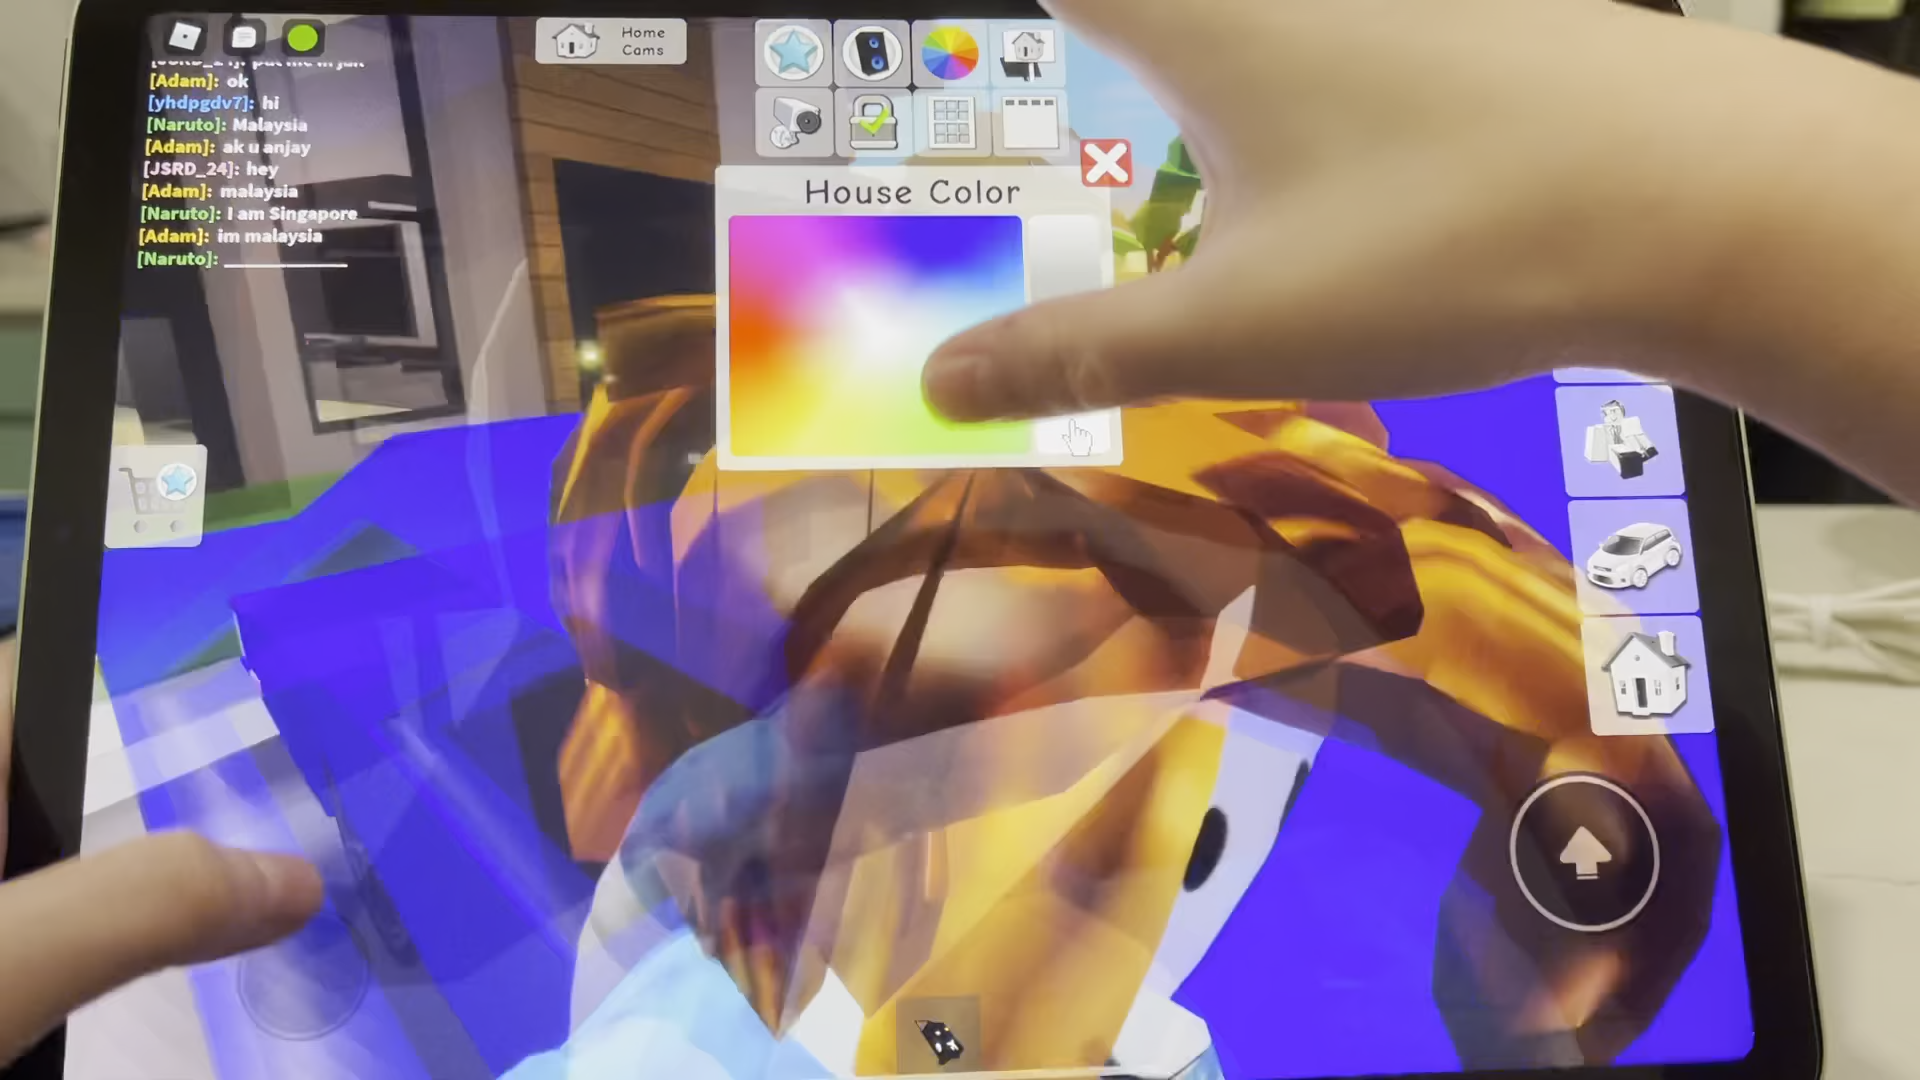 Home
Cams
[Adam]: ok
[yhdpgdv7]: hi
[Naruto]: Malaysia
[Adam]: ak u anjay
[JSRD_24]: hey
[Adam]: malaysia
[Naruto]: I am Singapore
[Adam]: im malaysia
[Naruto]: ____________
House Color